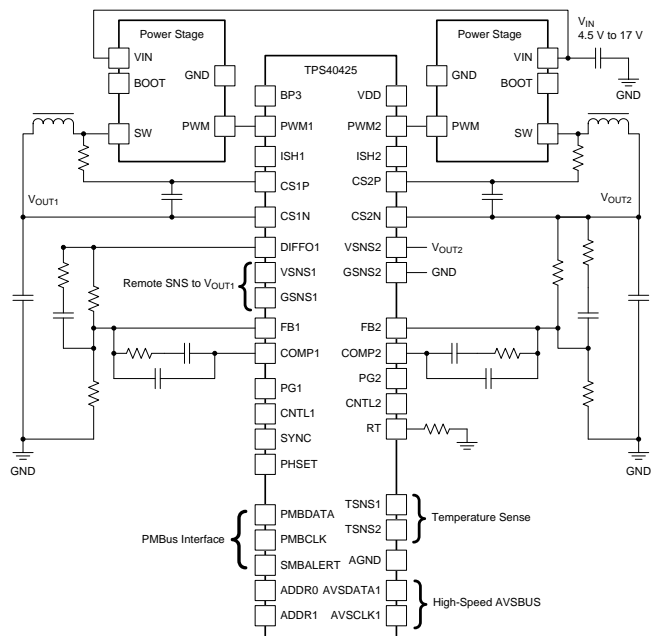 Power Stage
VIN
BOOT
GND
SW
PWM
TPS40425
Power Stage
VIN
GND
BOOT
PWM
SW
VIN
4.5 V to 17 V
GND
BP3
VDD
PWM1
PWM2
ISH1
ISH2
CS1P
CS2P
VOUT1
CS1N
CS2N
VOUT2
DIFFO1
VSNS2
VOUT2
Remote SNS to VOUT1
VSNS1
GSNS2
GND
GSNS1
FB1
FB2
COMP1
COMP2
PG1
PG2
CNTL1
CNTL2
SYNC
RT
GND
GND
PHSET
TSNS1
PMBus Interface
PMBDATA
TSNS2
Temperature Sense
PMBCLK
SMBALERT
AGND
ADDR0
AVSDATA1
High-Speed AVSBUS
ADDR1
AVSCLK1